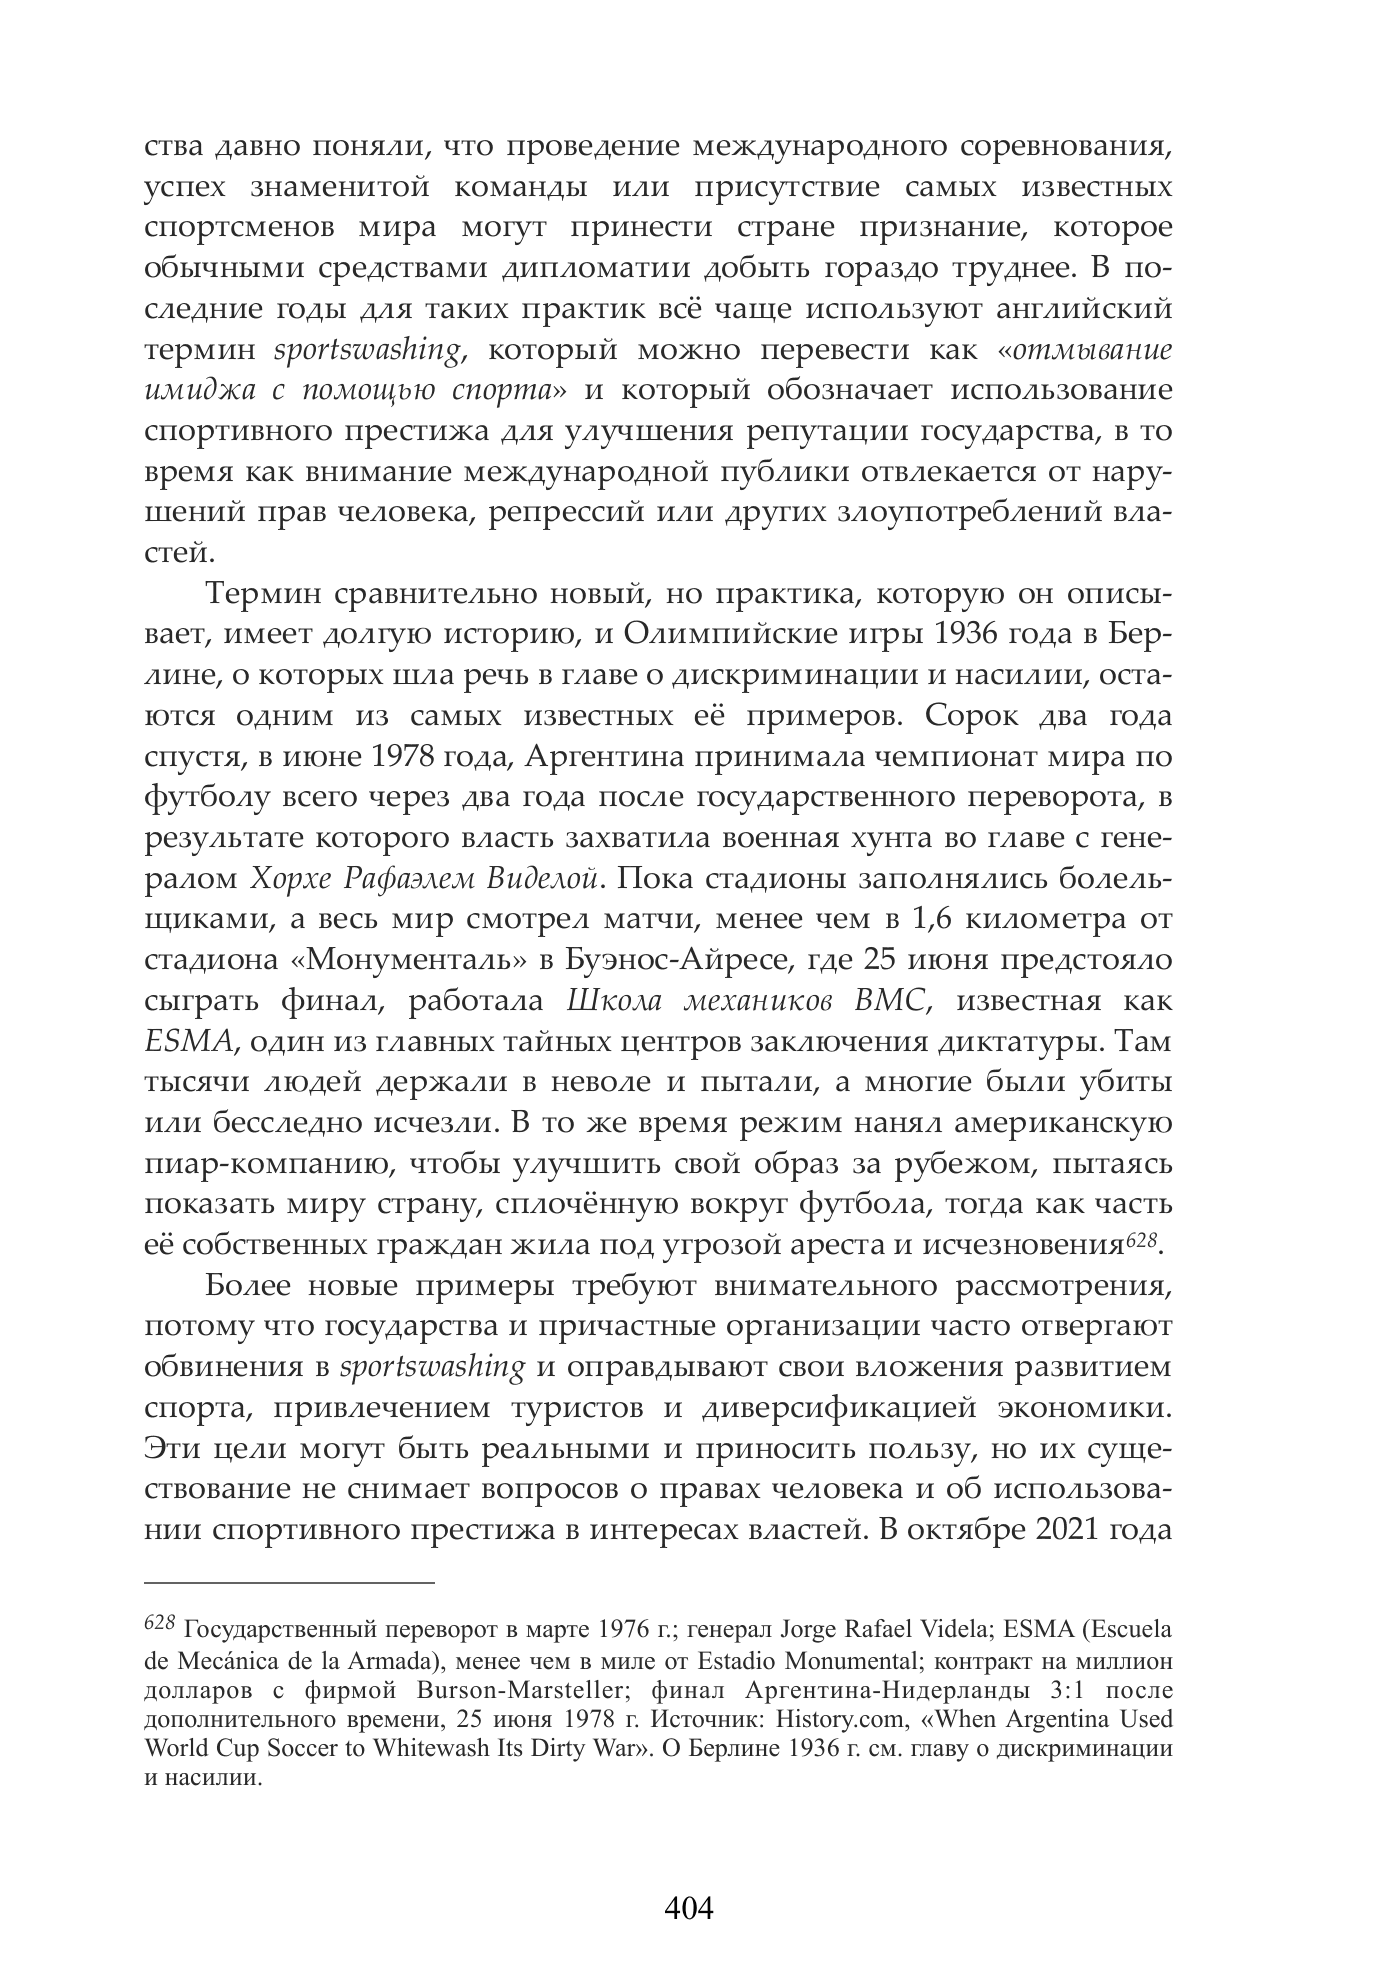 ства давно поняли, что проведение международного соревнования,
успех знаменитой команды или присутствие самых известных
спортсменов мира могут принести стране признание, которое
обычными средствами дипломатии добыть гораздо труднее. В по-
следние годы для таких практик всё чаще используют английский
термин sportswashing, который можно перевести как «отмывание
имиджа с помощью спорта» и который обозначает использование
спортивного престижа для улучшения репутации государства, в то
время как внимание международной публики отвлекается от нару-
шений прав человека, репрессий или других злоупотреблений вла-
стей.
Термин сравнительно новый, но практика, которую он описы-
вает, имеет долгую историю, и Олимпийские игры 1936 года в Бер-
лине, о которых шла речь в главе о дискриминации и насилии, оста-
ются одним из самых известных её примеров. Сорок два года
спустя, в июне 1978 года, Аргентина принимала чемпионат мира по
футболу всего через два года после государственного переворота, в
результате которого власть захватила военная хунта во главе с гене-
ралом Хорхе Рафаэлем Виделой. Пока стадионы заполнялись болель-
щиками, а весь мир смотрел матчи, менее чем в 1,6 километра от
стадиона «Монументаль» в Буэнос-Айресе, где 25 июня предстояло
сыграть финал, работала Школа механиков ВМС, известная как
ESMA, один из главных тайных центров заключения диктатуры. Там
тысячи людей держали в неволе и пытали, а многие были убиты
или бесследно исчезли. В то же время режим нанял американскую
пиар-компанию, чтобы улучшить свой образ за рубежом, пытаясь
показать миру страну, сплочённую вокруг футбола, тогда как часть
её собственных граждан жила под угрозой ареста и исчезновения628.
Более новые примеры требуют внимательного рассмотрения,
потому что государства и причастные организации часто отвергают
обвинения в sportswashing и оправдывают свои вложения развитием
спорта, привлечением туристов и диверсификацией экономики.
Эти цели могут быть реальными и приносить пользу, но их суще-
ствование не снимает вопросов о правах человека и об использова-
нии спортивного престижа в интересах властей. В октябре 2021 года
628 Государственный переворот в марте 1976 г.; генерал Jorge Rafael Videla; ESMA (Escuela
de Mecánica de la Armada), менее чем в миле от Estadio Monumental; контракт на миллион
долларов с фирмой Burson-Marsteller; финал Аргентина-Нидерланды 3:1 после
дополнительного времени, 25 июня 1978 г. Источник: History.com, «When Argentina Used
World Cup Soccer to Whitewash Its Dirty War». О Берлине 1936 г. см. главу о дискриминации
и насилии.
404